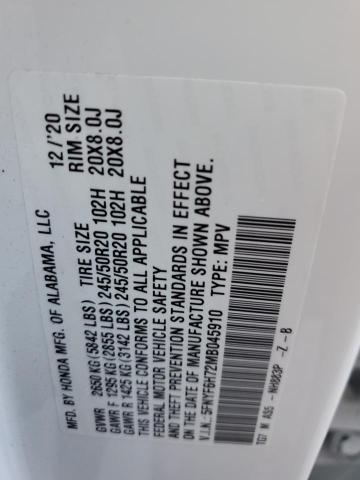 MFD. BY HONDA MFG. OF ALABAMA, LLC 12/'20
GVWR 2650 KG (5842 LBS) TIRE SIZE RIM SIZE
GAWR F 1295 KG (2855 LBS) 245/50R20 102H 20X8.0J
GAWR R 1425 KG (3142 LBS) 245/50R20 102H 20X8.0J
THIS VEHICLE CONFORMS TO ALL APPLICABLE
FEDERAL MOTOR VEHICLE SAFETY
AND THEFT PREVENTION STANDARDS IN EFFECT
ON THE DATE OF MANUFACTURE SHOWN ABOVE.
V.I.N.: 5FNYF6H72MB045910 TYPE: MPV
TG7 M A9S - NH883P -Z -B